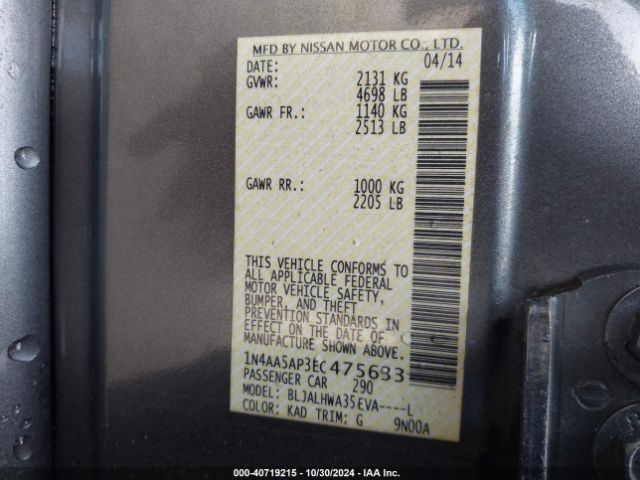 MFD BY NISSAN MOTOR CO., LTD.
DATE: 04/14
GVWR: 2131 KG
4698 LB
GAWR FR.: 1140 KG
2513 LB
GAWR RR.: 1000 KG
2205 LB
THIS VEHICLE CONFORMS TO
ALL APPLICABLE FEDERAL
MOTOR VEHICLE SAFETY,
BUMPER, AND THEFT
PREVENTION STANDARDS IN
EFFECT ON THE DATE OF
MANUFACTURE SHOWN ABOVE.
1N4AA5AP3EC475683
PASSENGER CAR 290
MODEL: BLJALHWA35EVA----L
COLOR: KAD TRIM: G 9N00A
000-40719215 - 10/30/2024 - IAA Inc.